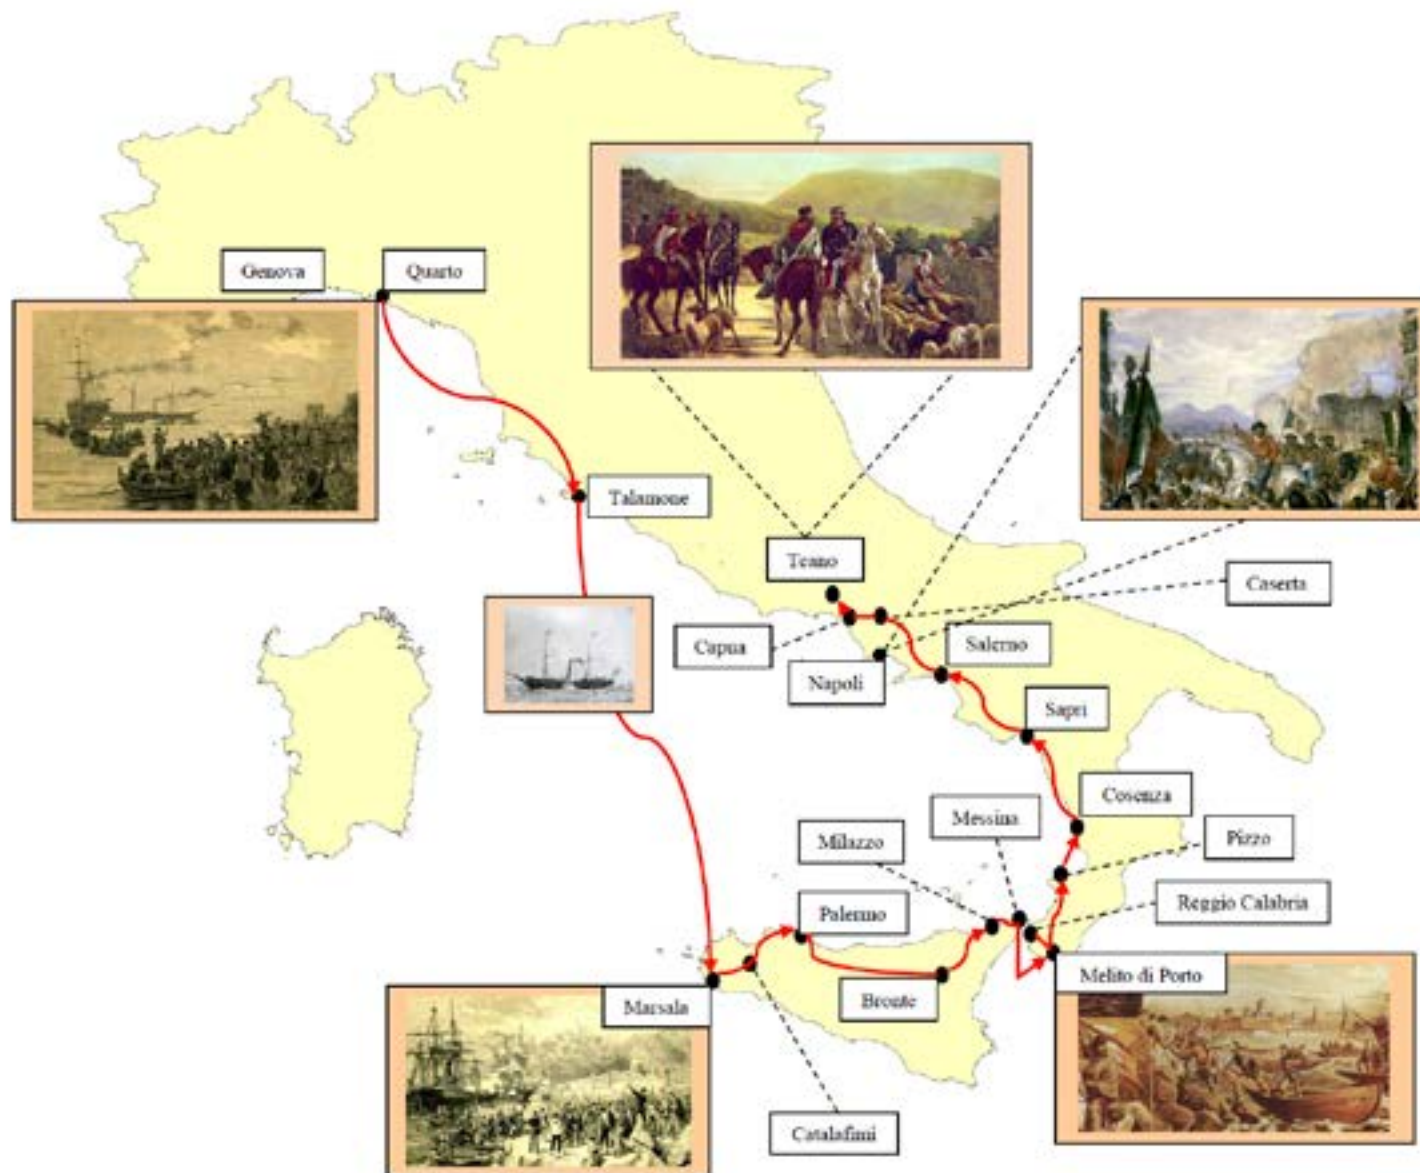 Genova
Quarto
Talamone
Teano
Caserta
Capua
Napoli
Salerno
Sapri
Cosenza
Messina
Milazzo
Pizzo
Palermo
Reggio Calabria
Melito di Porto
Marsala
Bronte
Catalafimi